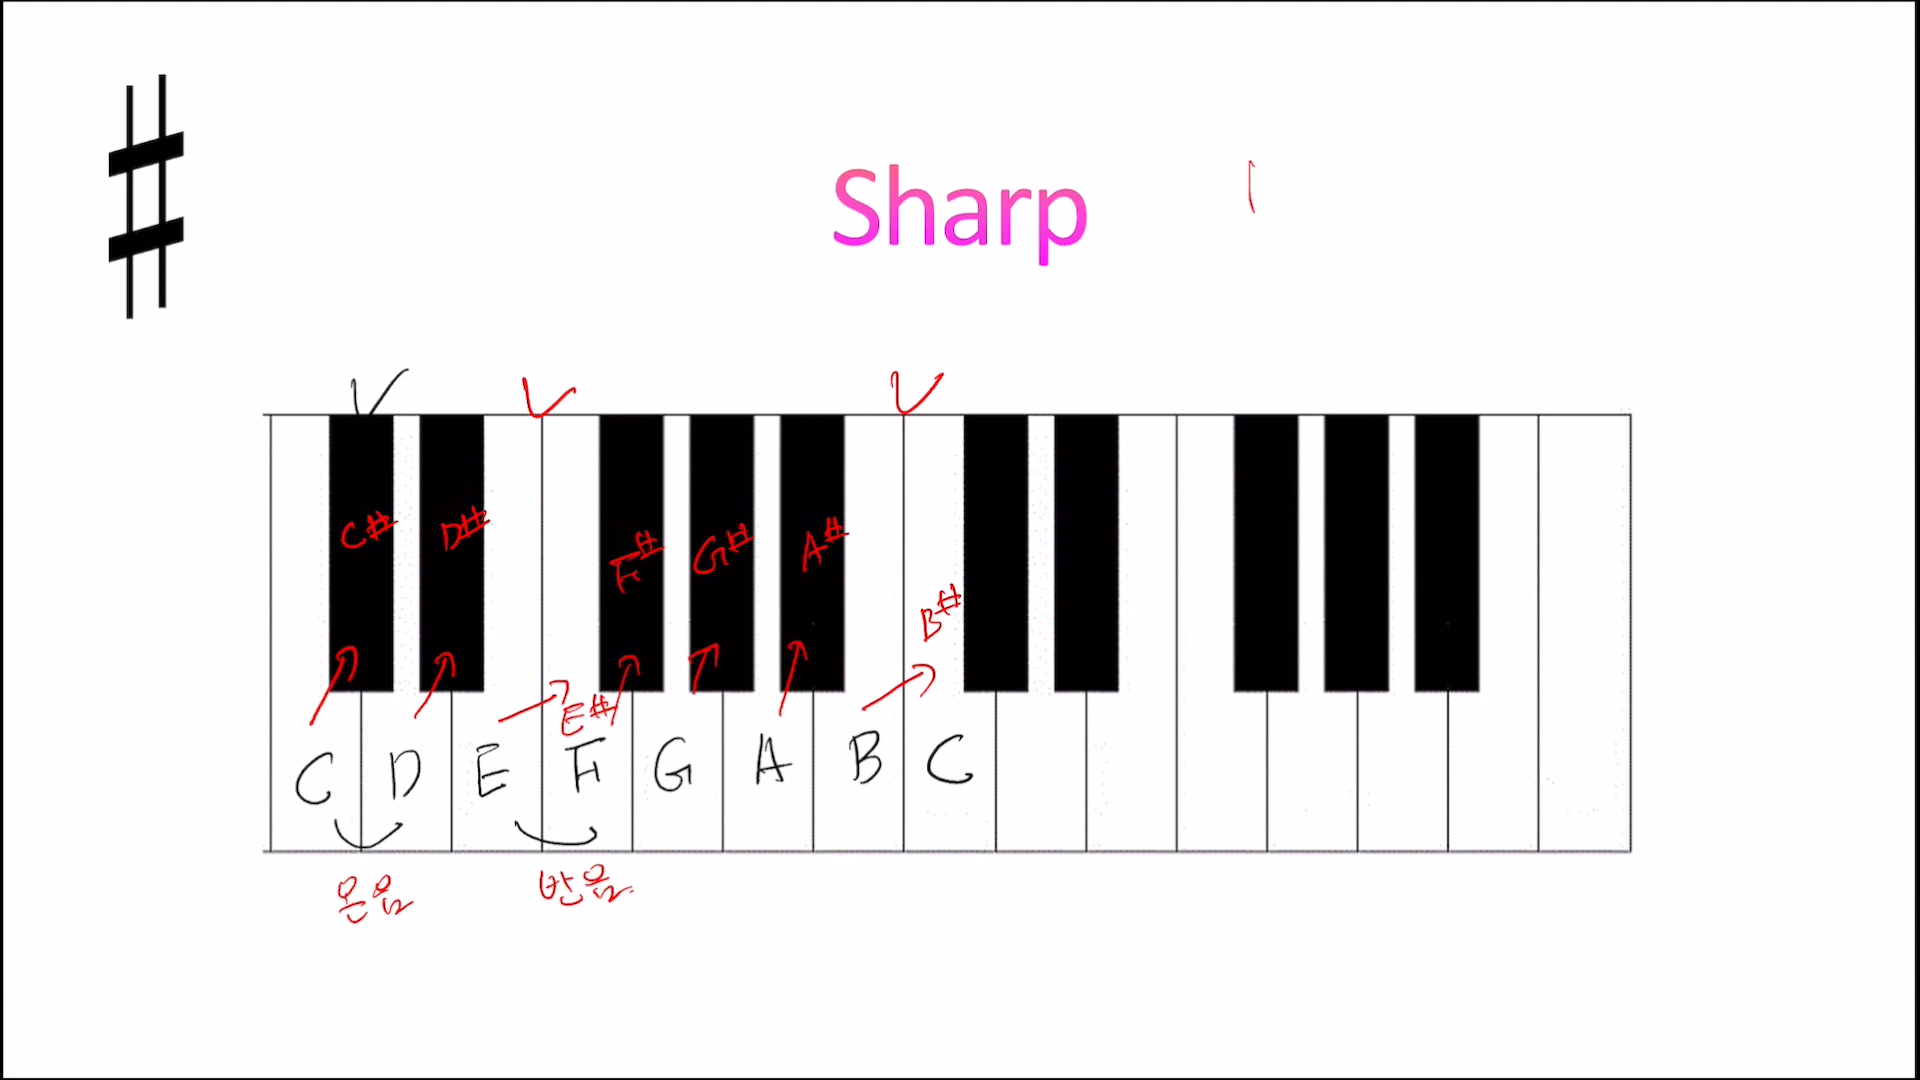 Sharp
C# D# F# G# A#
B#
E#
C D E F G A B C
온음 반음